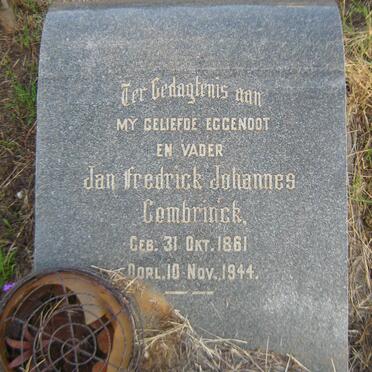 Ter Gedagtenis aan
MY GELIEFDE EGGENOOT
EN VADER
Jan Fredrick Johannes
Combrinck,
GEB. 31 OKT. 1861
OORL. 10 NOV. 1944.